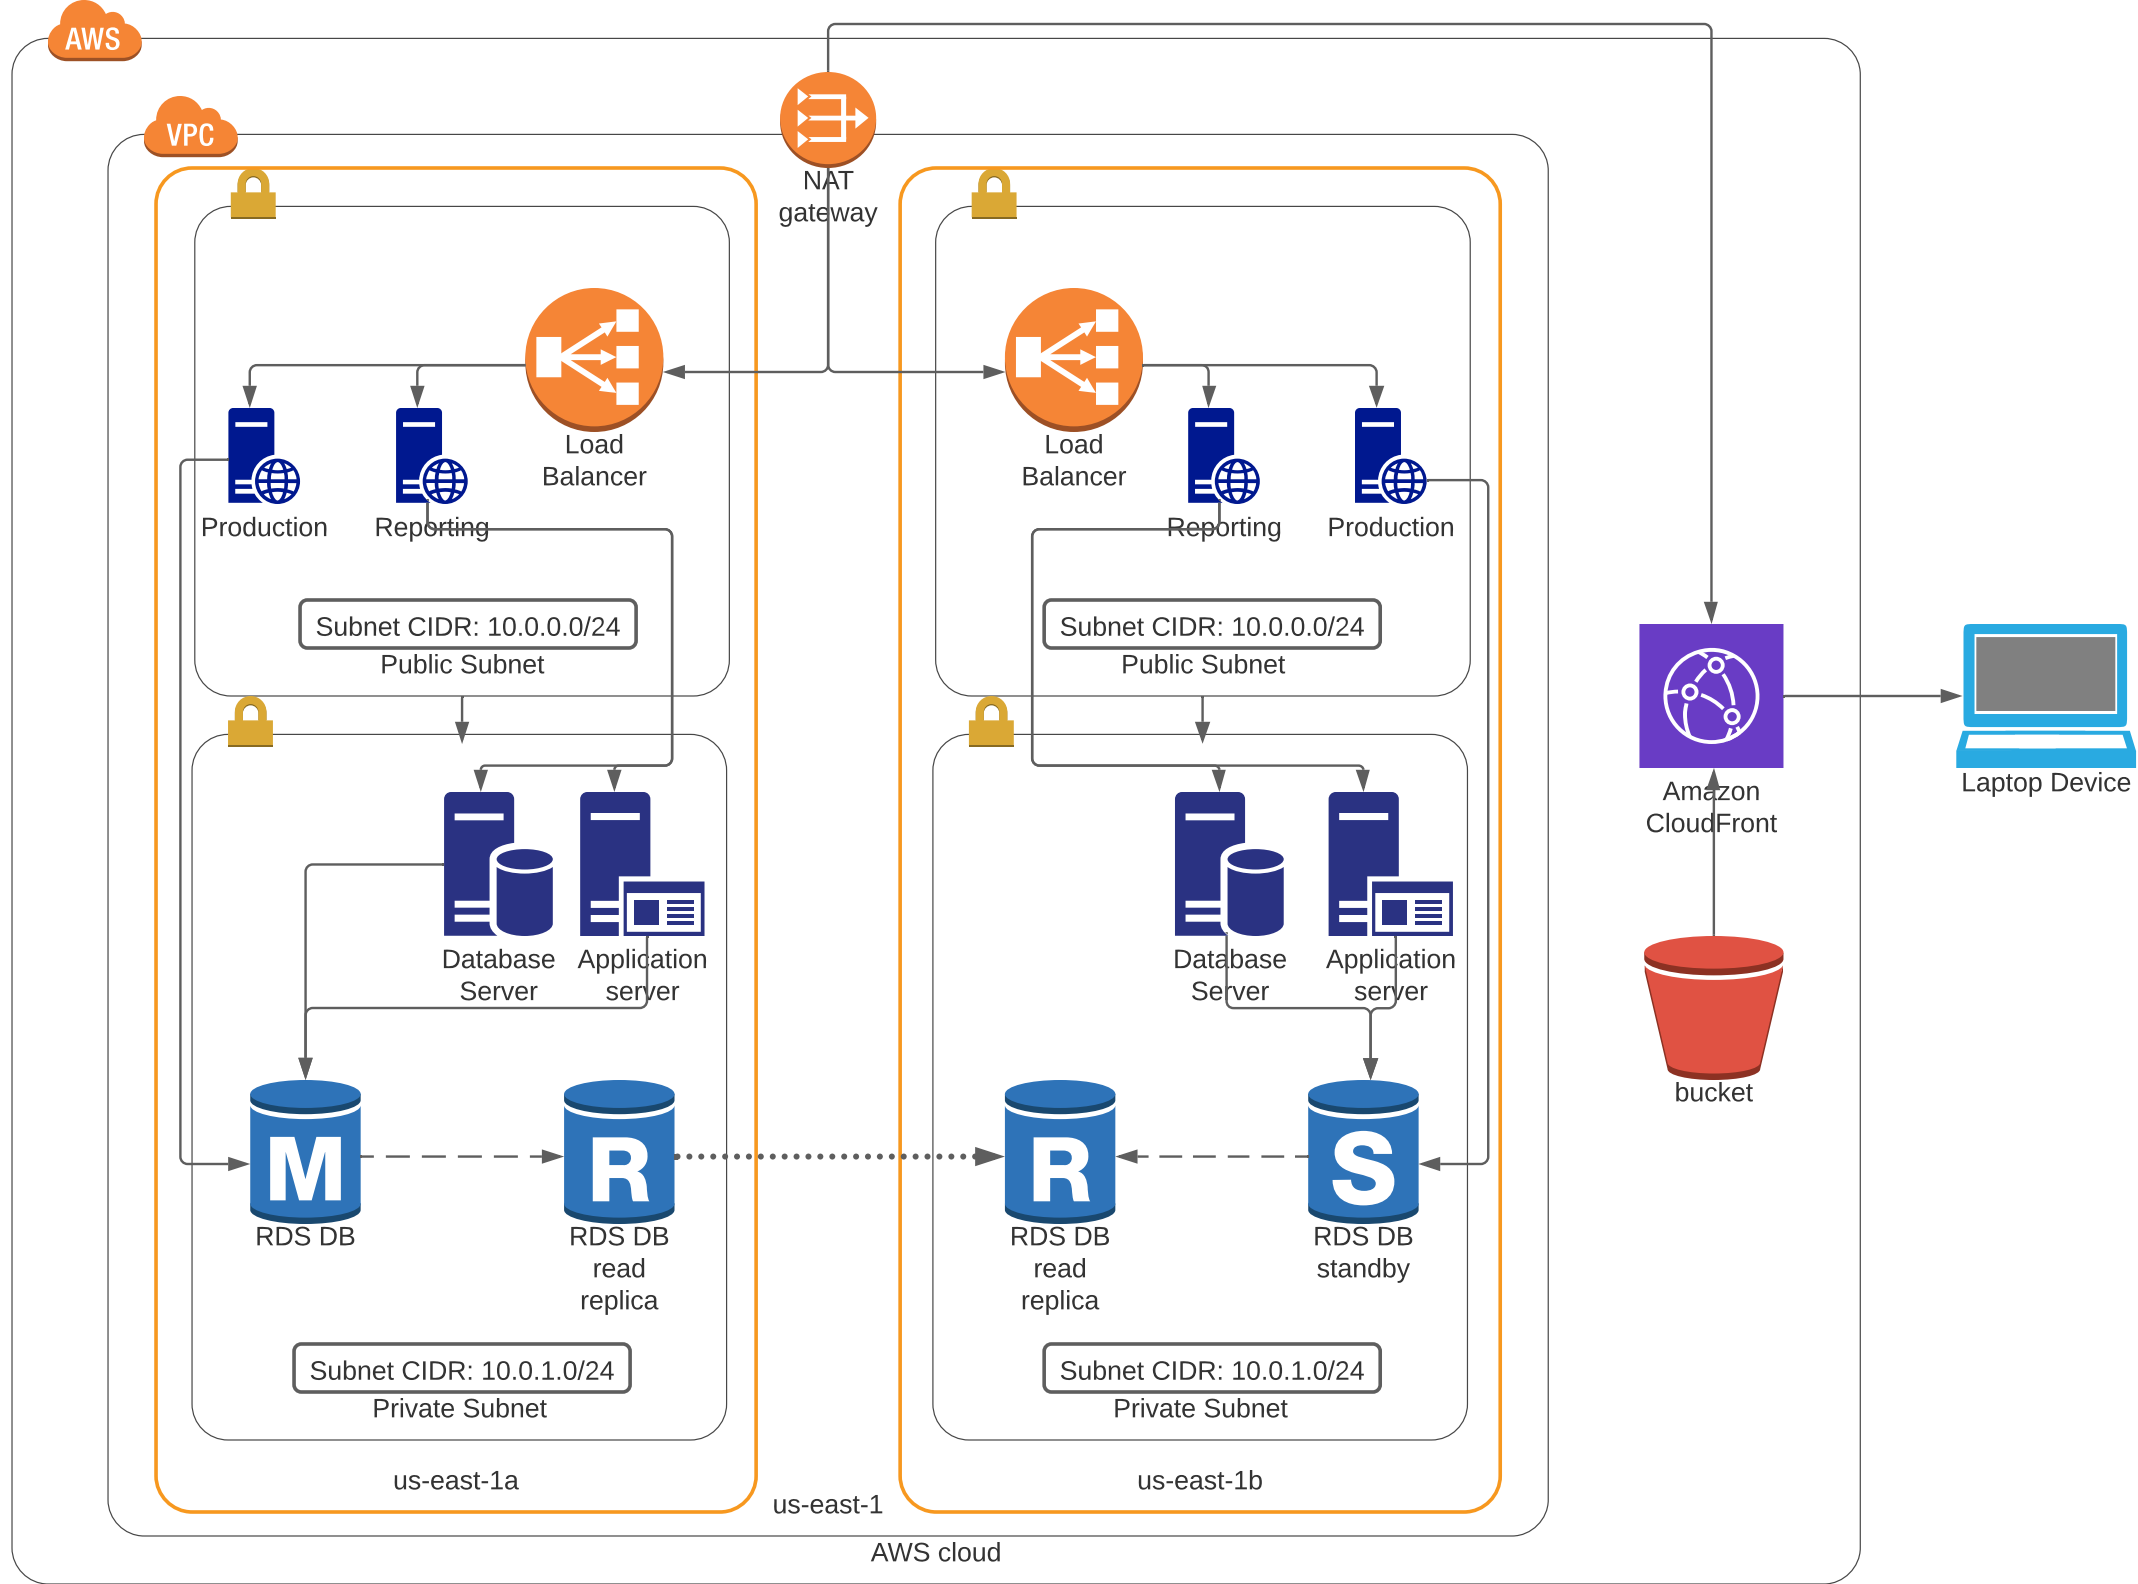 AWS
VPC
NAT
gateway
Load
Balancer
Production
Reporting
Subnet CIDR: 10.0.0.0/24
Public Subnet
Load
Balancer
Reporting
Production
Subnet CIDR: 10.0.0.0/24
Public Subnet
Database
Server
Application
server
M
RDS DB
R
RDS DB
read
replica
Subnet CIDR: 10.0.1.0/24
Private Subnet
us-east-1a
Database
Server
Application
server
R
RDS DB
read
replica
S
RDS DB
standby
Subnet CIDR: 10.0.1.0/24
Private Subnet
us-east-1b
us-east-1
AWS cloud
Amazon
CloudFront
bucket
Laptop Device